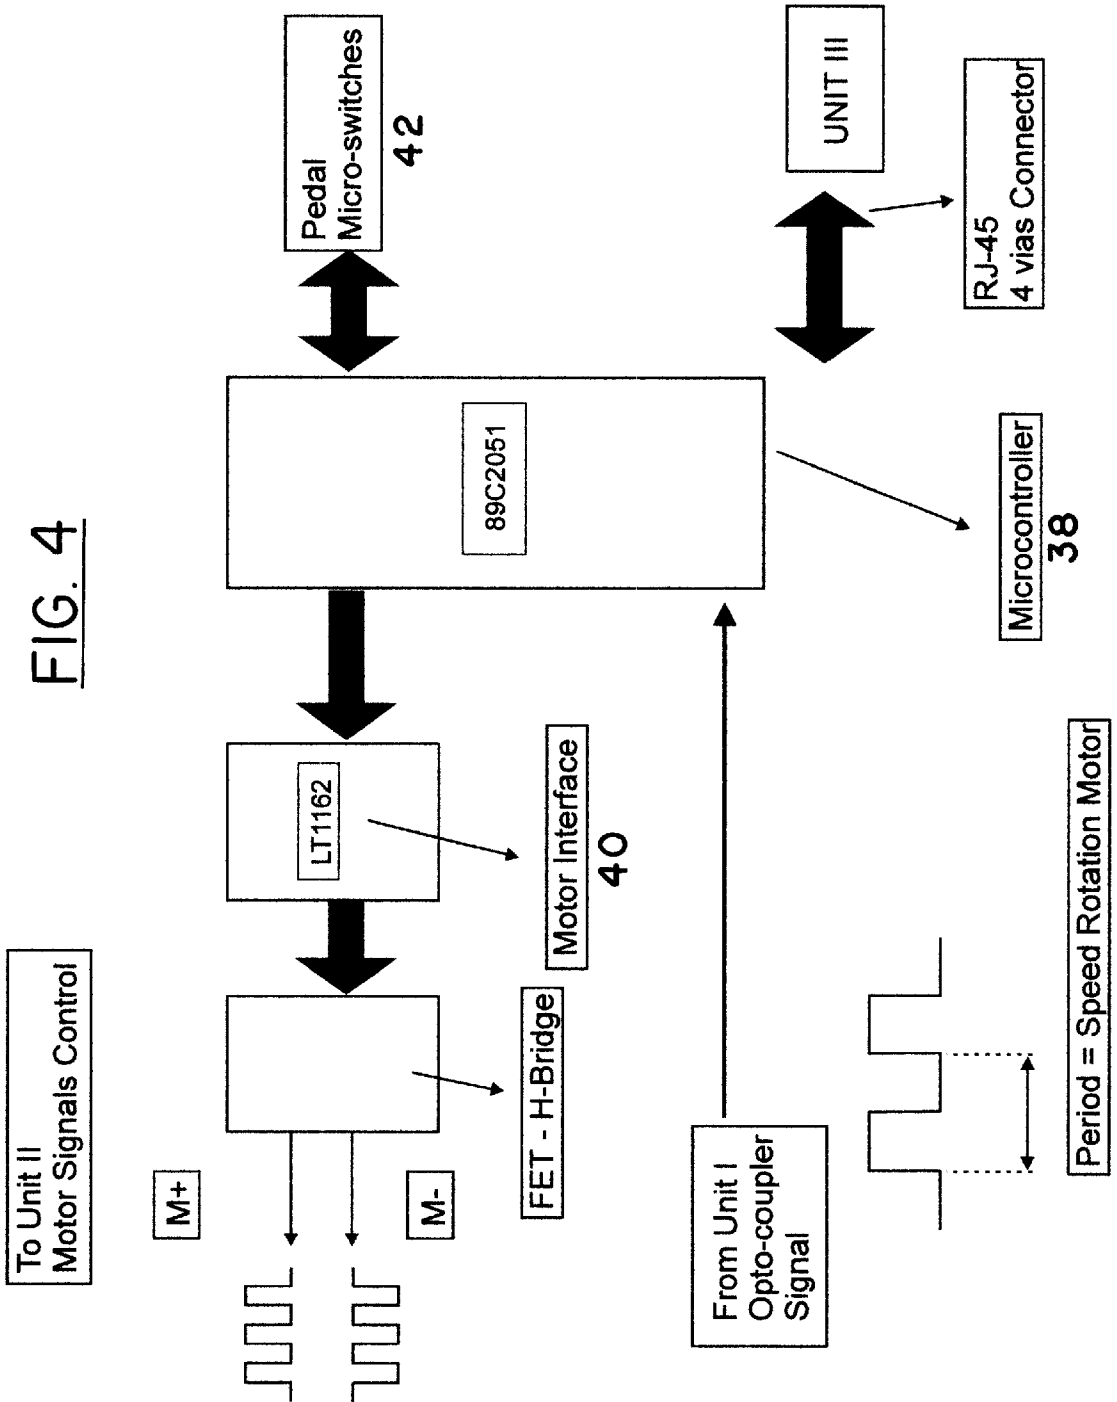 FIG. 4
To Unit II
Motor Signals Control
M+
M-
FET - H-Bridge
LT1162
Motor Interface
40
89C2051
Microcontroller
38
Pedal
Micro-switches
42
UNIT III
RJ-45
4 vias Connector
From Unit I
Opto-coupler
Signal
Period = Speed Rotation Motor